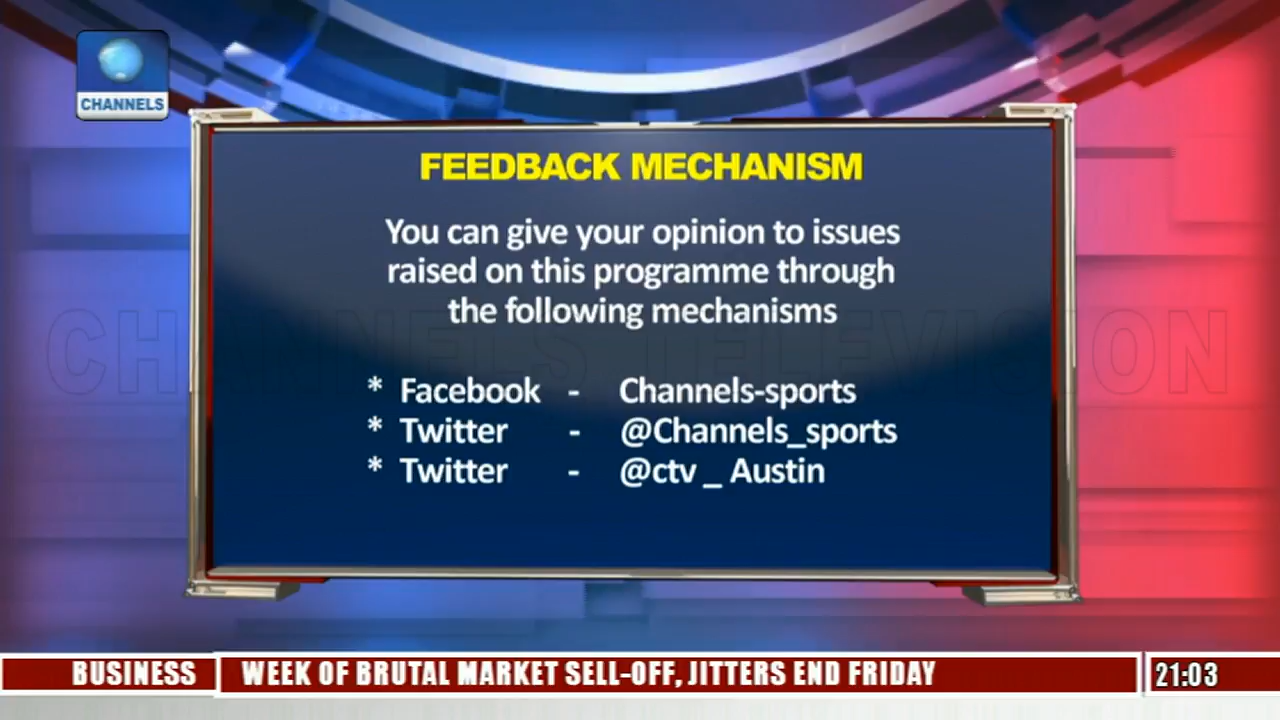 CHANNELS
FEEDBACK MECHANISM
You can give your opinion to issues
raised on this programme through
the following mechanisms
CHANNELS TELEVISION
* Facebook - Channels-sports
* Twitter - @Channels_sports
* Twitter - @ctv _ Austin
BUSINESS WEEK OF BRUTAL MARKET SELL-OFF, JITTERS END FRIDAY 21:03